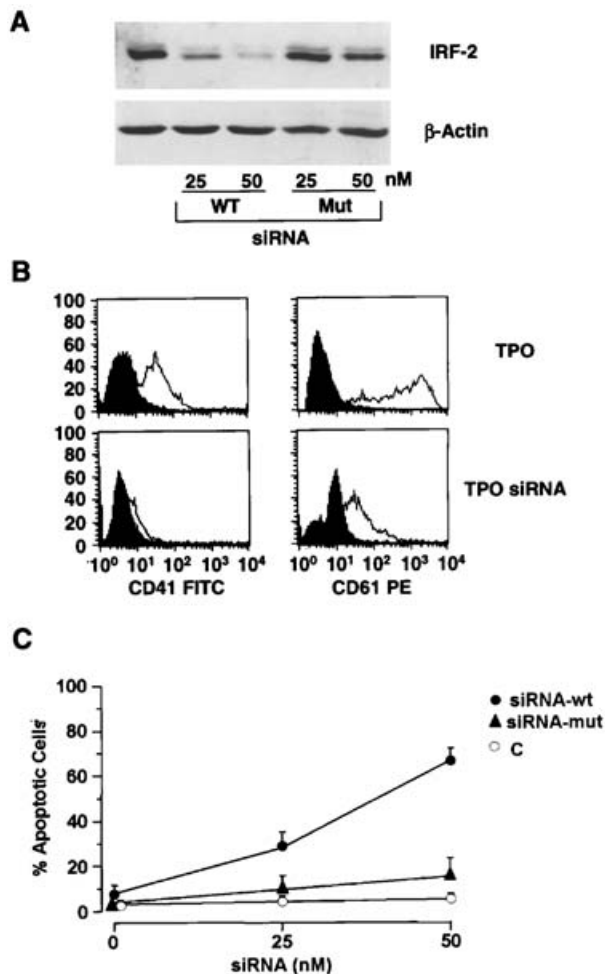 A
IRF-2
β-Actin
25 50 25 50 nM
WT Mut
siRNA
B
100
80
60
40
20
0
TPO
100
80
60
40
20
0
TPO siRNA
10⁰ 10¹ 10² 10³ 10⁴ 10⁰ 10¹ 10² 10³ 10⁴
CD41 FITC CD61 PE
C
% Apoptotic Cells
100
80
60
40
20
0
siRNA-wt
siRNA-mut
C
0 25 50
siRNA (nM)